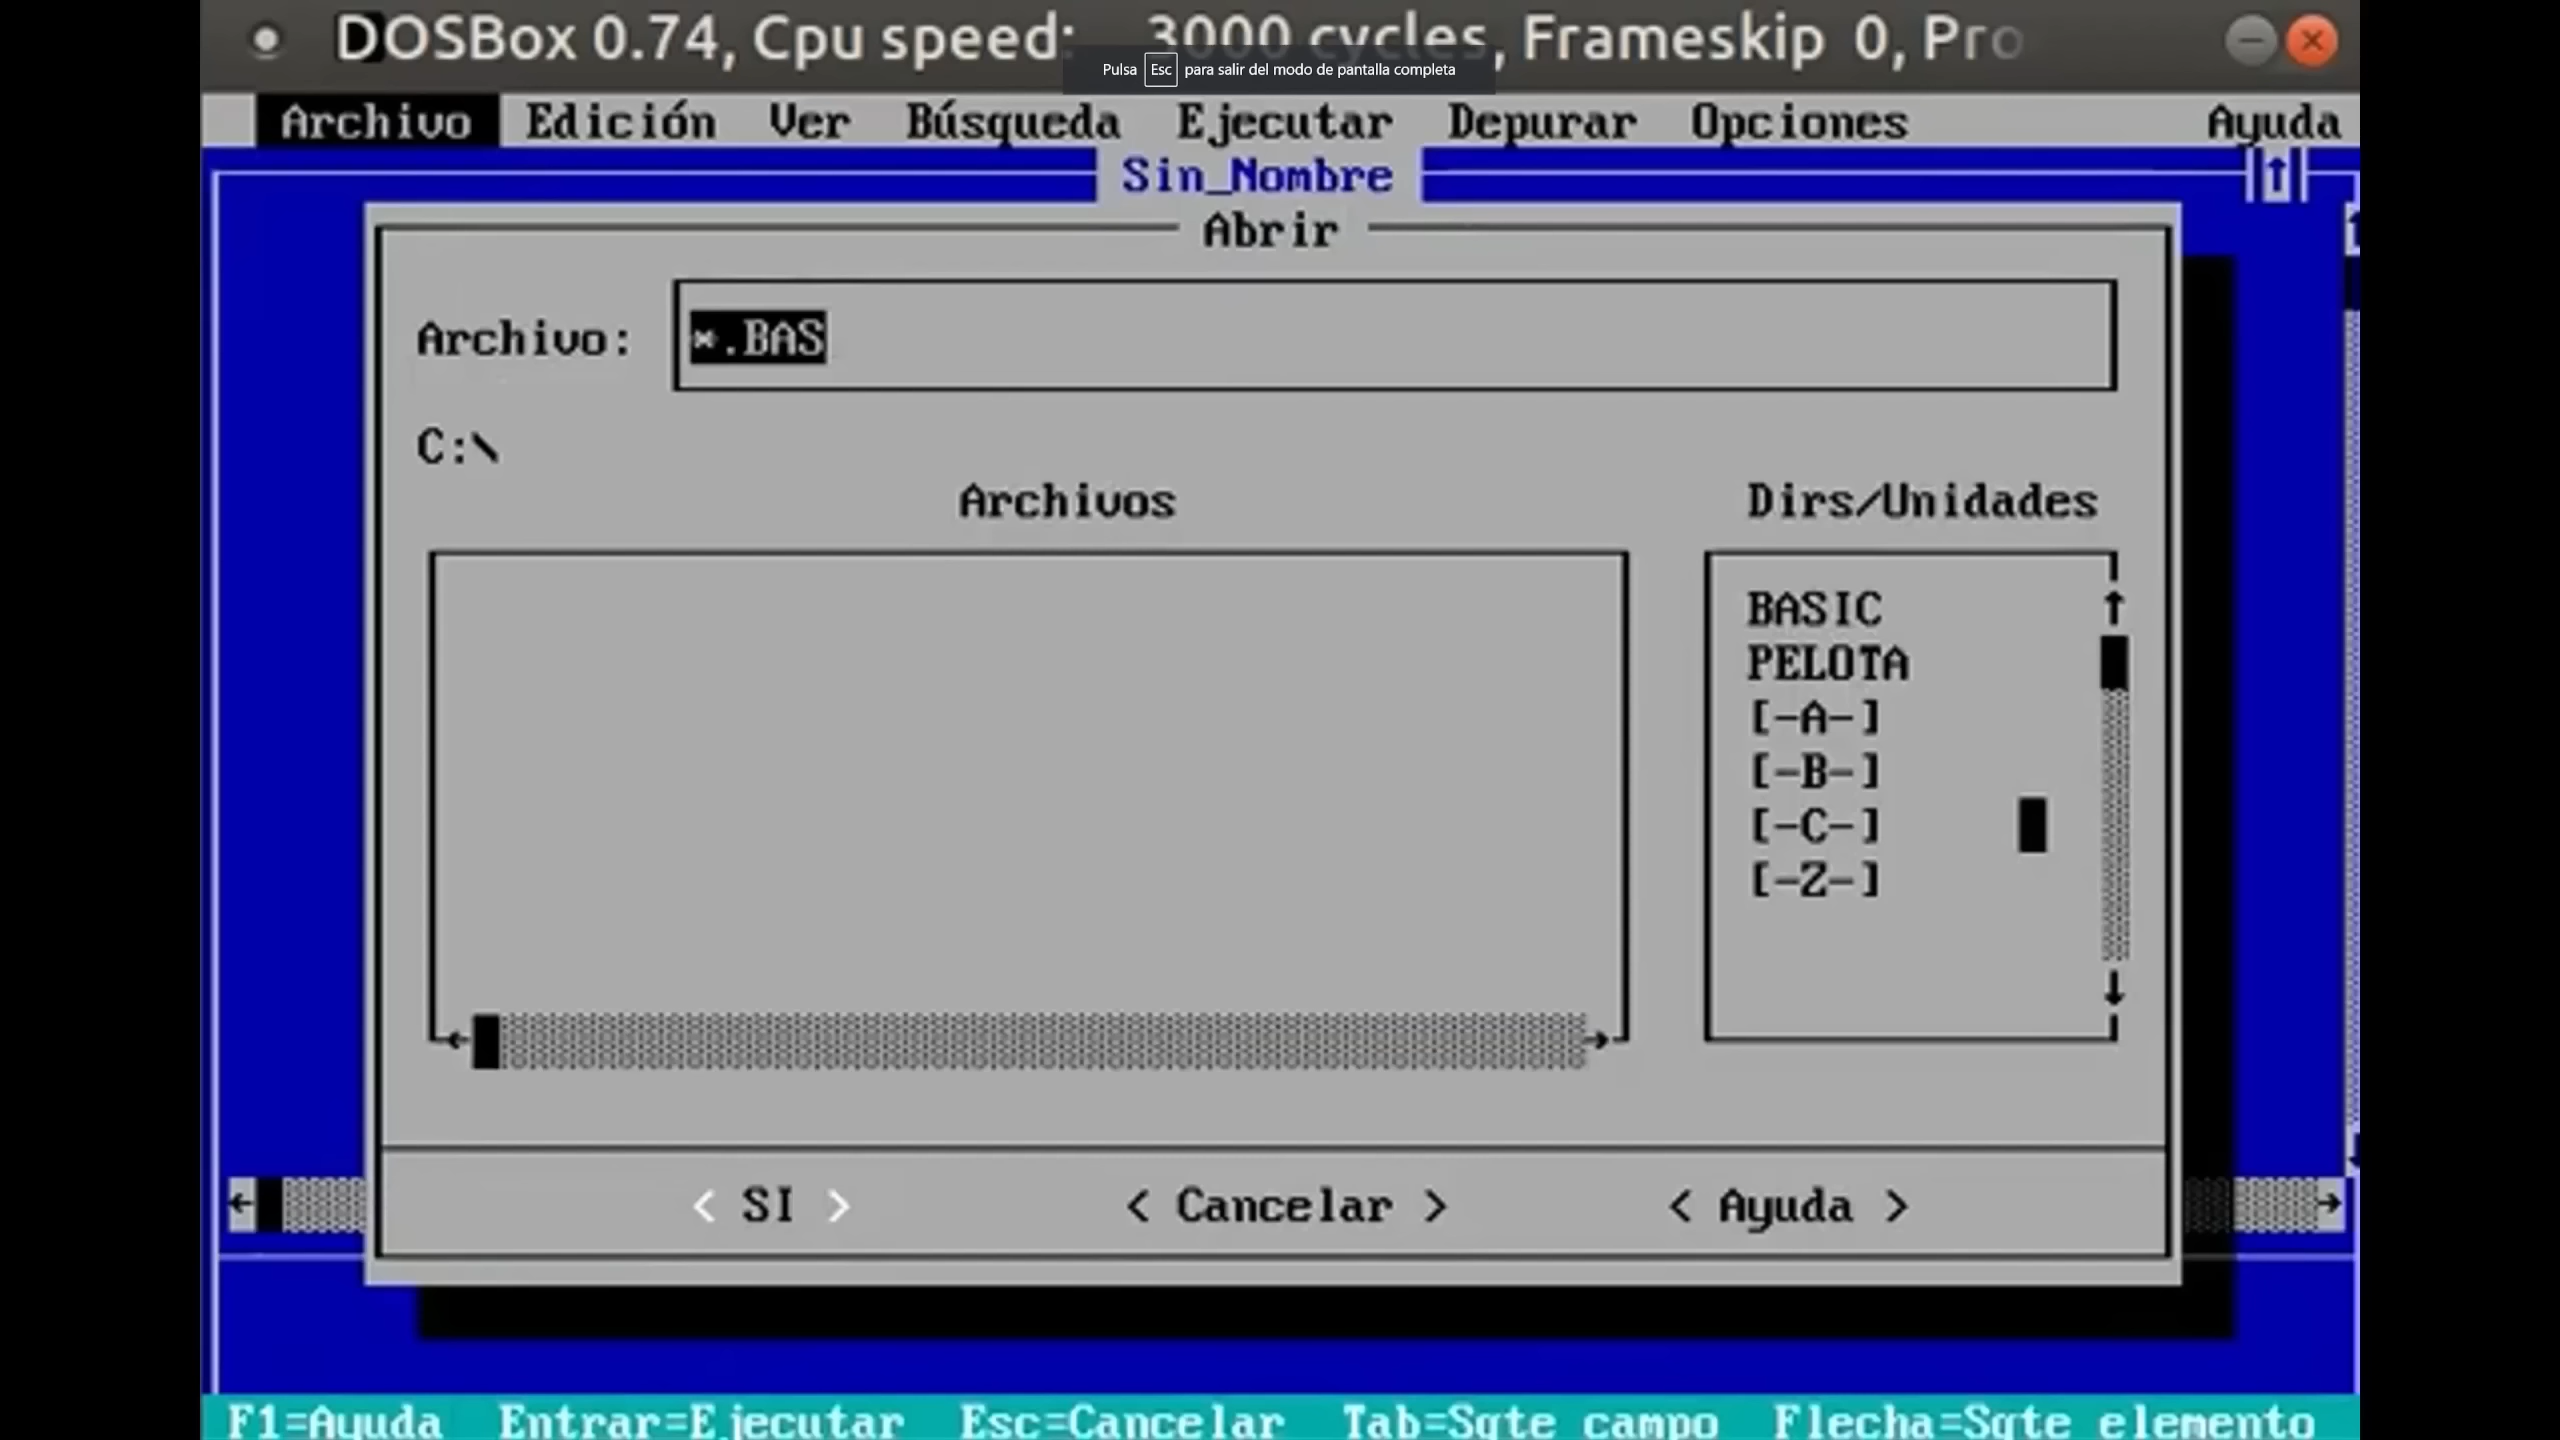 DOSBox 0.74, Cpu speed: 3000 cycles, Frameskip 0, Pro
Pulsa Esc para salir del modo de pantalla completa
Archivo Edición Ver Búsqueda Ejecutar Depurar Opciones Ayuda
Sin_Nombre
Abrir
Archivo: *.BAS
C:\
Archivos Dirs/Unidades
BASIC
PELOTA
[-A-]
[-B-]
[-C-]
[-Z-]
< SI > < Cancelar > < Ayuda >
F1=Ayuda Entrar=Ejecutar Esc=Cancelar Tab=Sgte campo Flecha=Sgte elemento